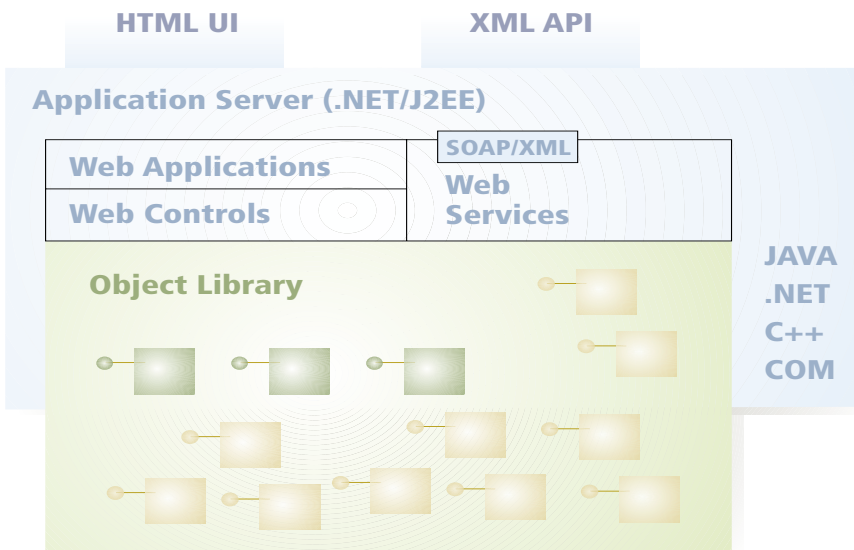 HTML UI
XML API
Application Server (.NET/J2EE)
Web Applications
Web Controls
SOAP/XML
Web
Services
Object Library
JAVA
.NET
C++
COM